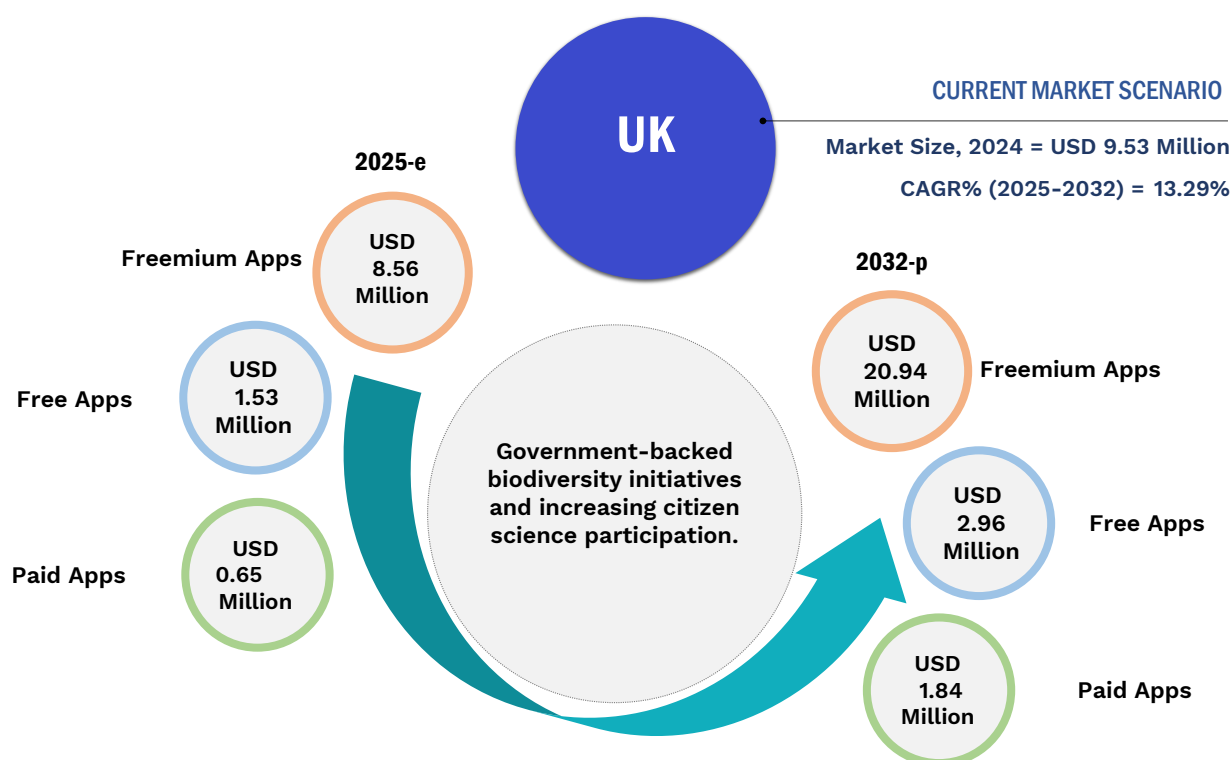 UK
CURRENT MARKET SCENARIO
Market Size, 2024 = USD 9.53 Million
CAGR% (2025-2032) = 13.29%
2025-e
Freemium Apps
USD
8.56
Million
Free Apps
USD
1.53
Million
Paid Apps
USD
0.65
Million
Government-backed
biodiversity initiatives
and increasing citizen
science participation.
2032-p
USD
20.94
Million
Freemium Apps
USD
2.96
Million
Free Apps
USD
1.84
Million
Paid Apps